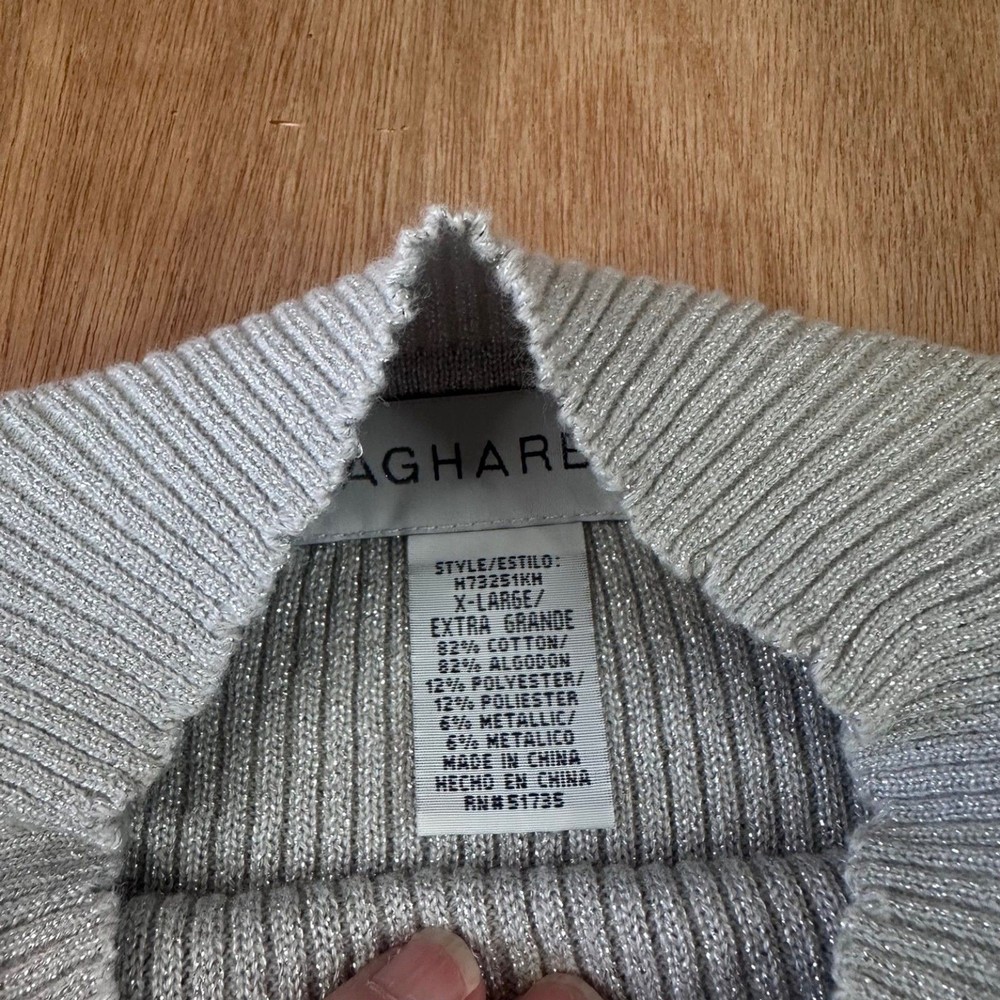 AGHARE
STYLE/ESTILO:
H73251KH
X-LARGE/
EXTRA GRANDE
82% COTTON/
82% ALGODON
12% POLYESTER/
12% POLIESTER
6% METALLIC/
6% METALICO
MADE IN CHINA
HECHO EN CHINA
RN#51735